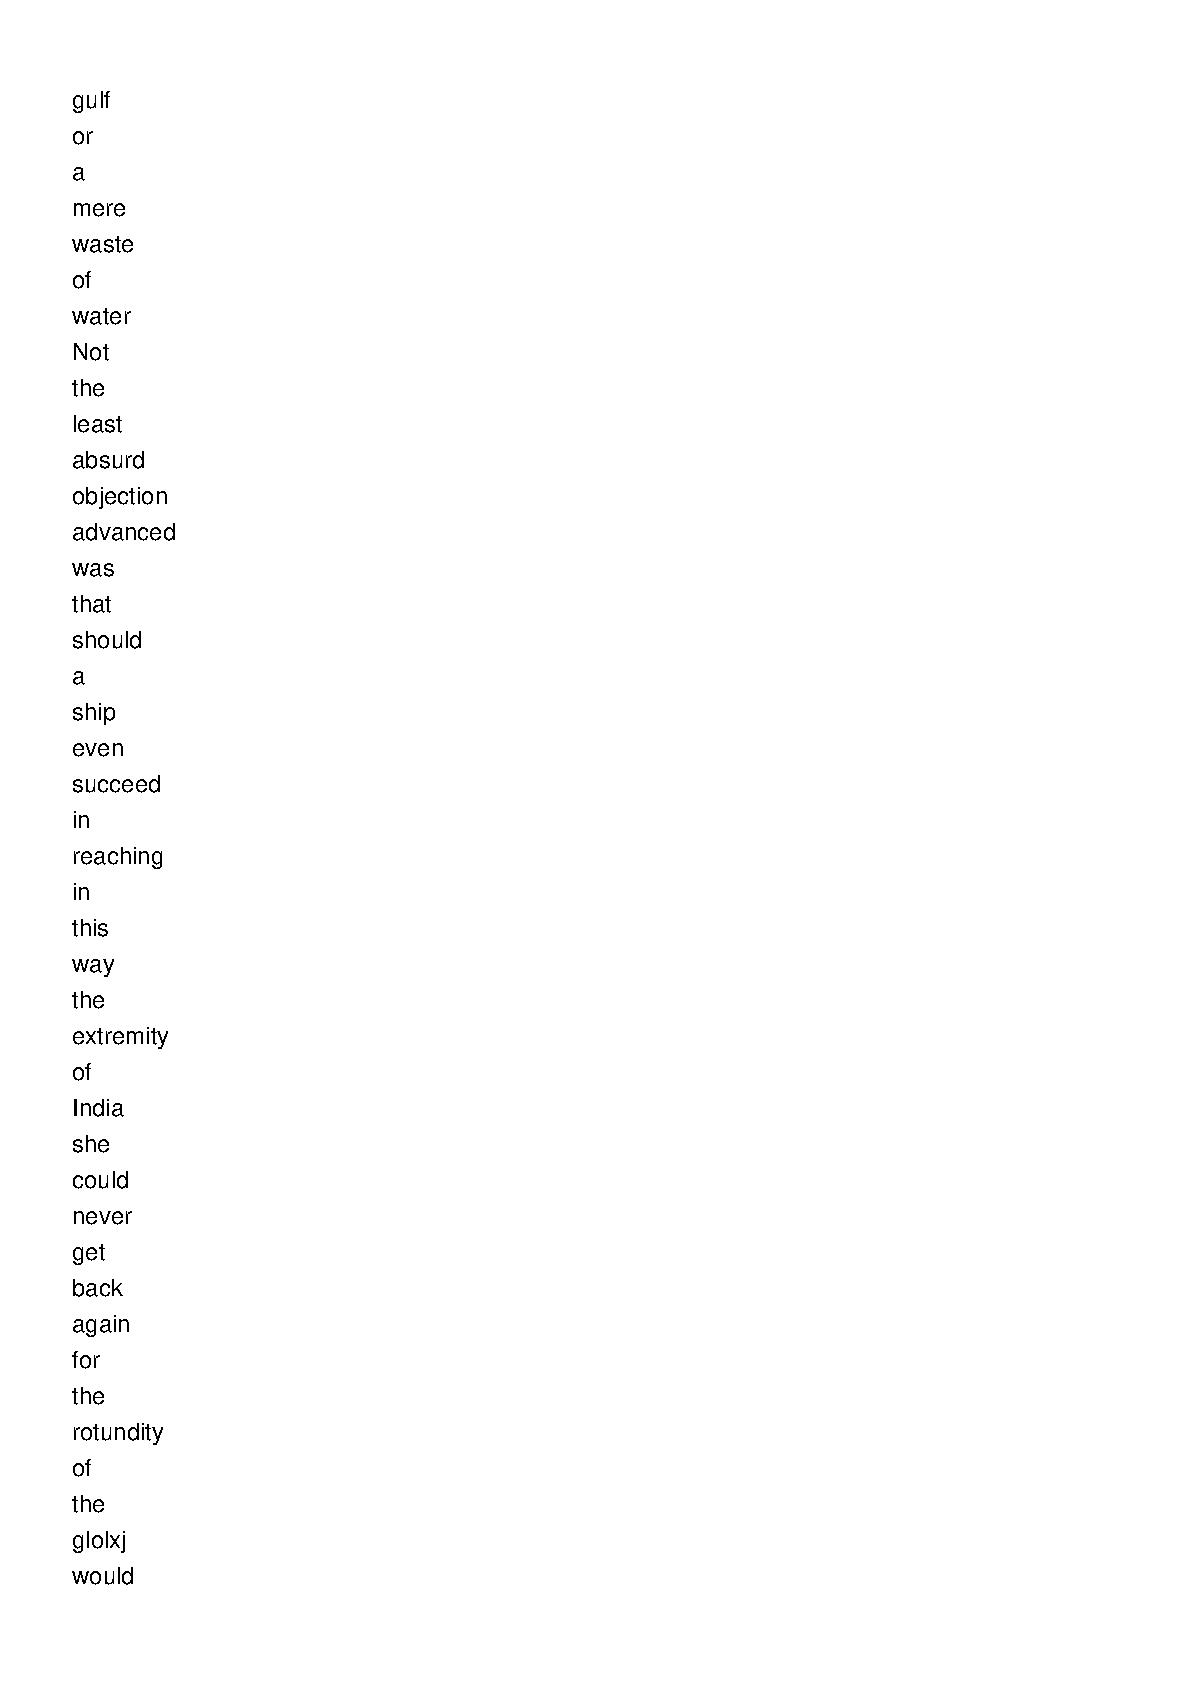 gulf
or
a
mere
waste
of
water
Not
the
least
absurd
objection
advanced
was
that
should
a
ship
even
succeed
in
reaching
in
this
way
the
extremity
of
India
she
could
never
get
back
again
for
the
rotundity
of
the
glolxj
would